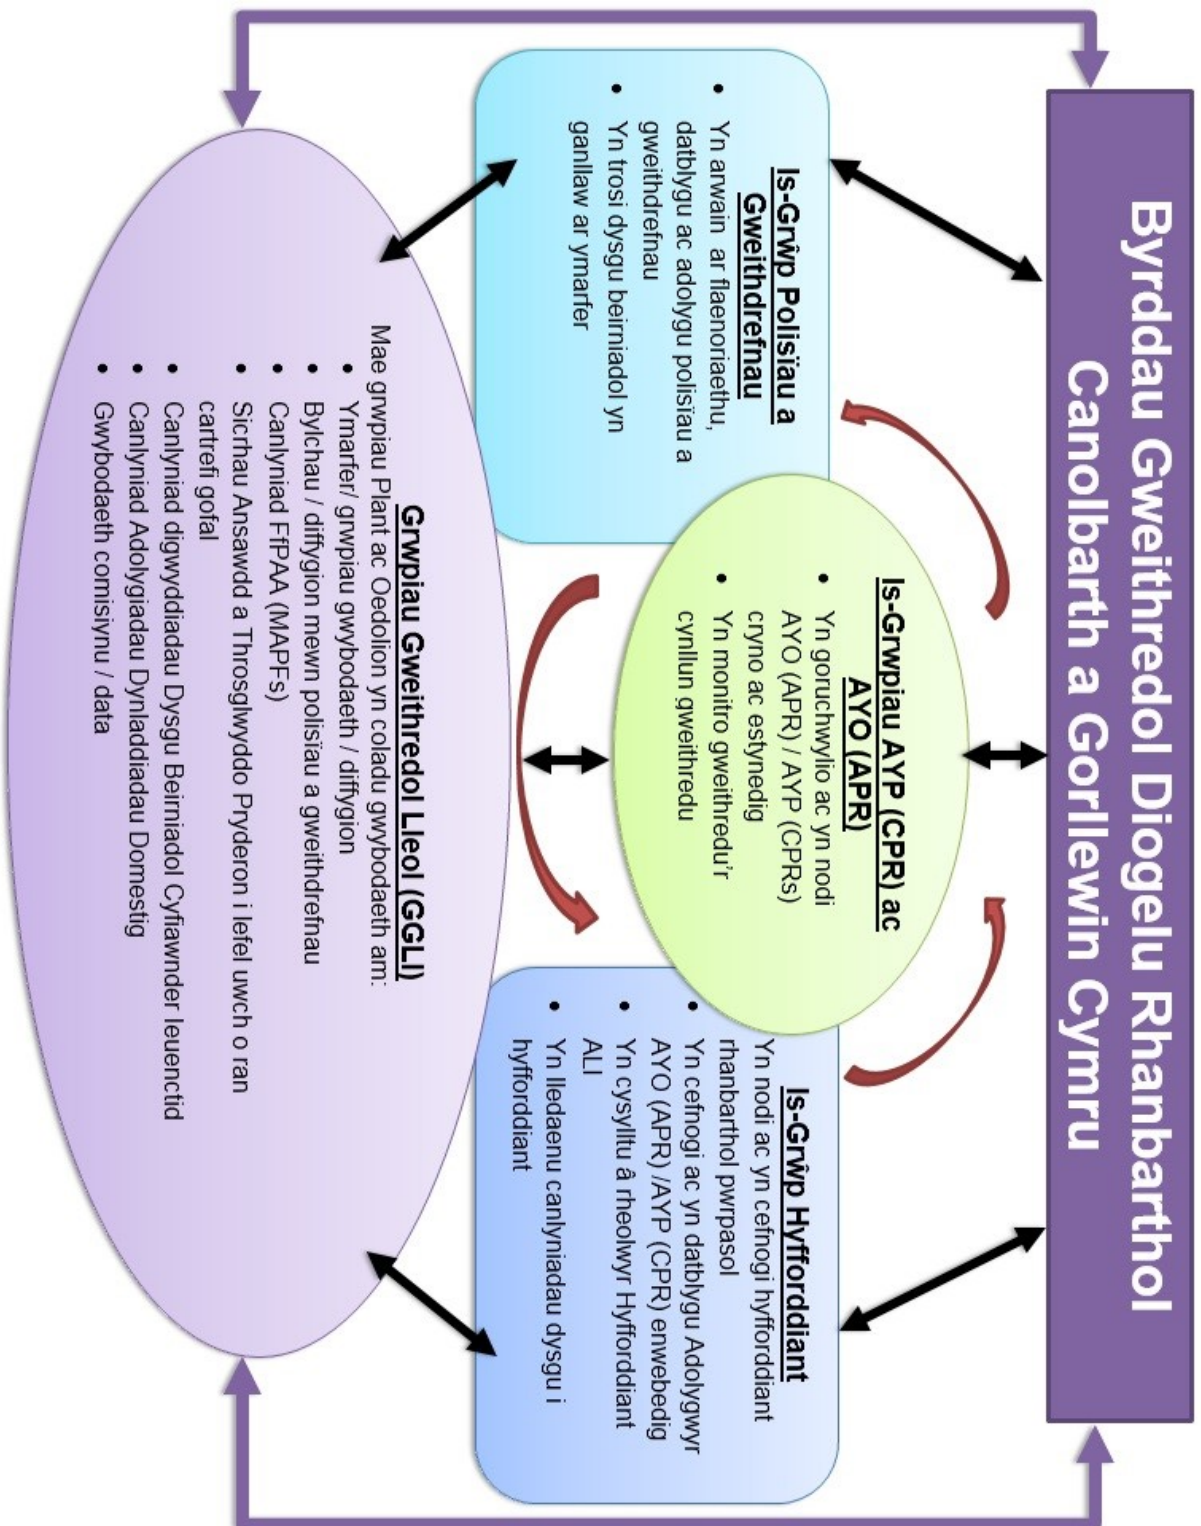 Byrddau Gweithredol Diogelu Rhanbarthol
Canolbarth a Gorllewin Cymru
Is-Grŵp Polisïau a
Gweithdrefnau
• Yn arwain ar flaenoriaethu,
datblygu ac adolygu polisïau a
gweithdrefnau
• Yn trosi dysgu beirniadol yn
ganllaw ar ymarfer
Is-Grwpiau AYP (CPR) ac
AYO (APR)
• Yn goruchwylio ac yn nodi
AYO (APR) / AYP (CPRs)
cryno ac estynedig
• Yn monitro gweithredu'r
cynllun gweithredu
Is-Grŵp Hyfforddiant
Yn nodi ac yn cefnogi hyfforddiant
rhanbarthol pwrpasol
• Yn cefnogi ac yn datblygu Adolygwyr
AYO (APR) /AYP (CPR) enwebedig
• Yn cysylltu â rheolwyr Hyfforddiant
ALl
• Yn lledaenu canlyniadau dysgu i
hyfforddiant
Grwpiau Gweithredol Lleol (GGLl)
Mae grwpiau Plant ac Oedolion yn coladu gwybodaeth am:
• Ymarfer/ grwpiau gwybodaeth / diffygion
• Bylchau / diffygion mewn polisïau a gweithdrefnau
• Canlyniad FfPAA (MAPFs)
• Sicrhau Ansawdd a Throsglwyddo Pryderon i lefel uwch o ran
cartrefi gofal
• Canlyniad digwyddiadau Dysgu Beirniadol Cyfiawnder Ieuenctid
• Canlyniad Adolygiadau Dynladdiadau Domestig
• Gwybodaeth comisiynu / data